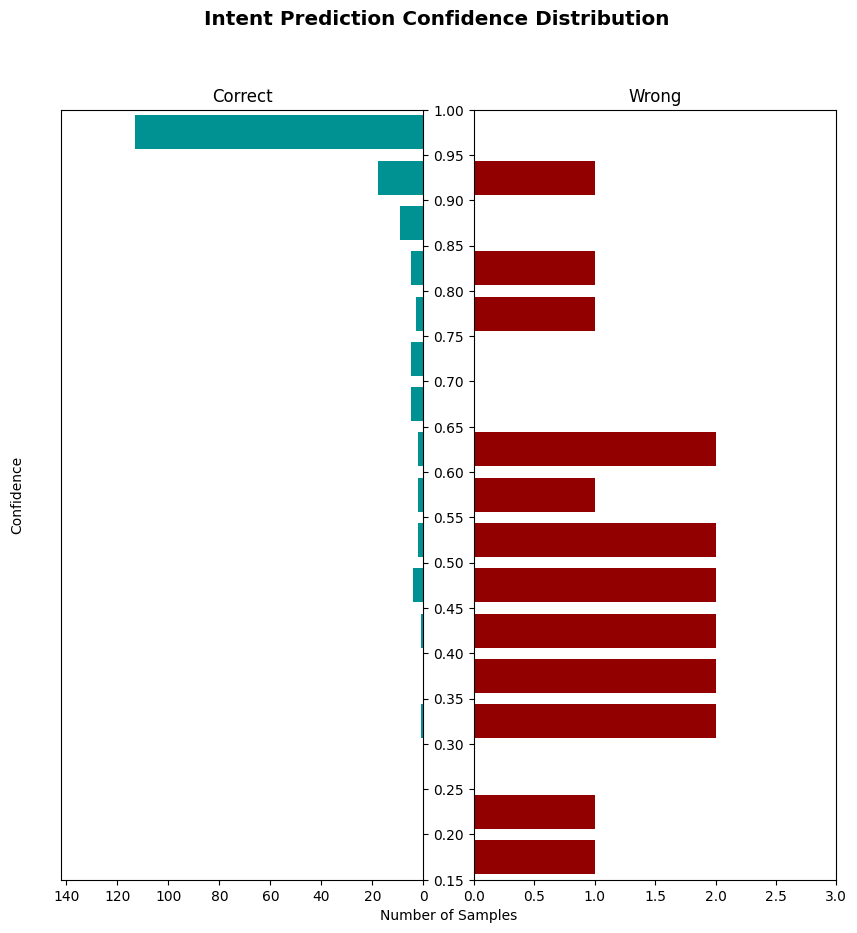 Intent Prediction Confidence Distribution
Correct
Wrong
1.00
0.95
0.90
0.85
0.80
0.75
0.70
0.65
0.60
0.55
0.50
0.45
0.40
0.35
0.30
0.25
0.20
0.15
Confidence
140 120 100 80 60 40 20 0
0.0 0.5 1.0 1.5 2.0 2.5 3.0
Number of Samples